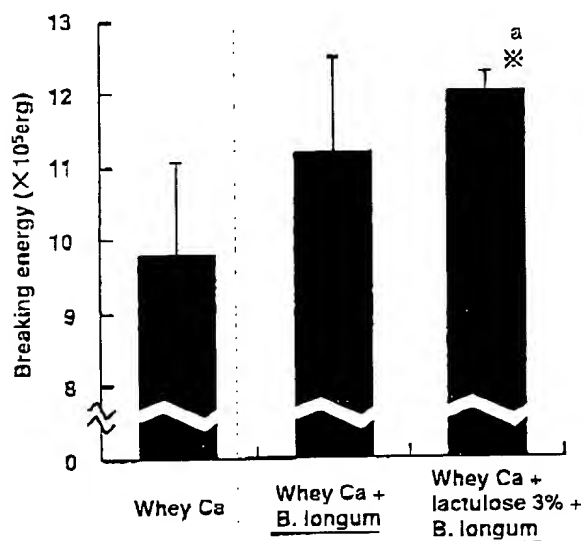 Breaking energy (×10⁵erg)
13
12
11
10
9
8
0
a
※
Whey Ca
Whey Ca +
B. longum
Whey Ca +
lactulose 3% +
B. longum